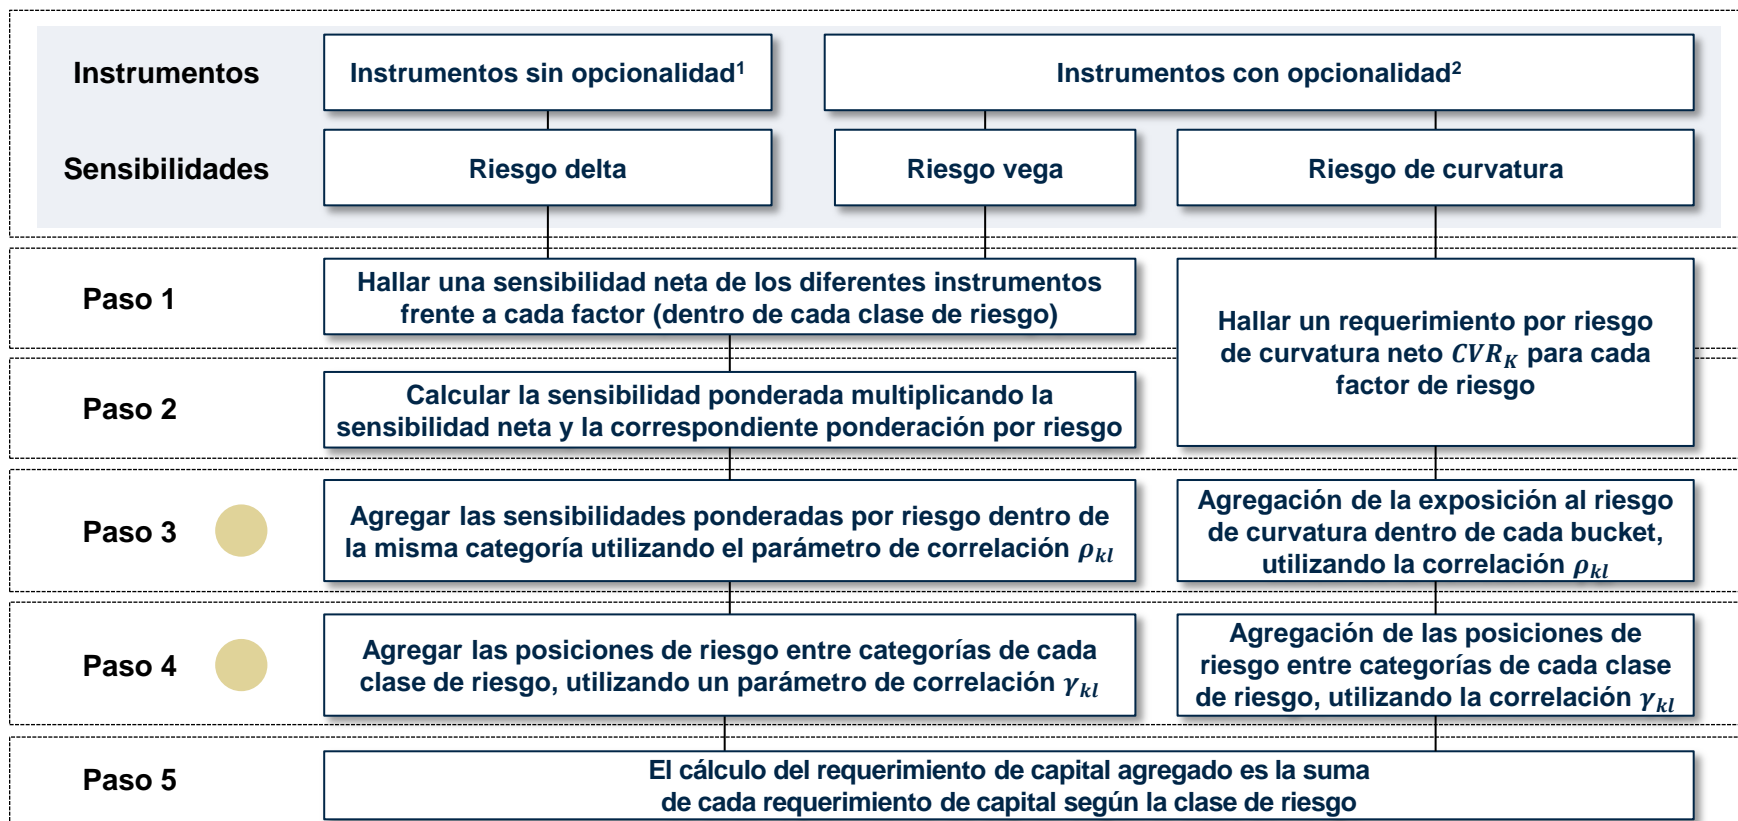 Instrumentos
Instrumentos sin opcionalidad¹
Instrumentos con opcionalidad²
Sensibilidades
Riesgo delta
Riesgo vega
Riesgo de curvatura
Paso 1
Hallar una sensibilidad neta de los diferentes instrumentos
frente a cada factor (dentro de cada clase de riesgo)
Hallar un requerimiento por riesgo
de curvatura neto CVR_K para cada
factor de riesgo
Paso 2
Calcular la sensibilidad ponderada multiplicando la
sensibilidad neta y la correspondiente ponderación por riesgo
Paso 3
Agregar las sensibilidades ponderadas por riesgo dentro de
la misma categoría utilizando el parámetro de correlación ρ_kl
Agregación de la exposición al riesgo
de curvatura dentro de cada bucket,
utilizando la correlación ρ_kl
Paso 4
Agregar las posiciones de riesgo entre categorías de cada
clase de riesgo, utilizando un parámetro de correlación γ_kl
Agregación de las posiciones de
riesgo entre categorías de cada clase
de riesgo, utilizando la correlación γ_kl
Paso 5
El cálculo del requerimiento de capital agregado es la suma
de cada requerimiento de capital según la clase de riesgo